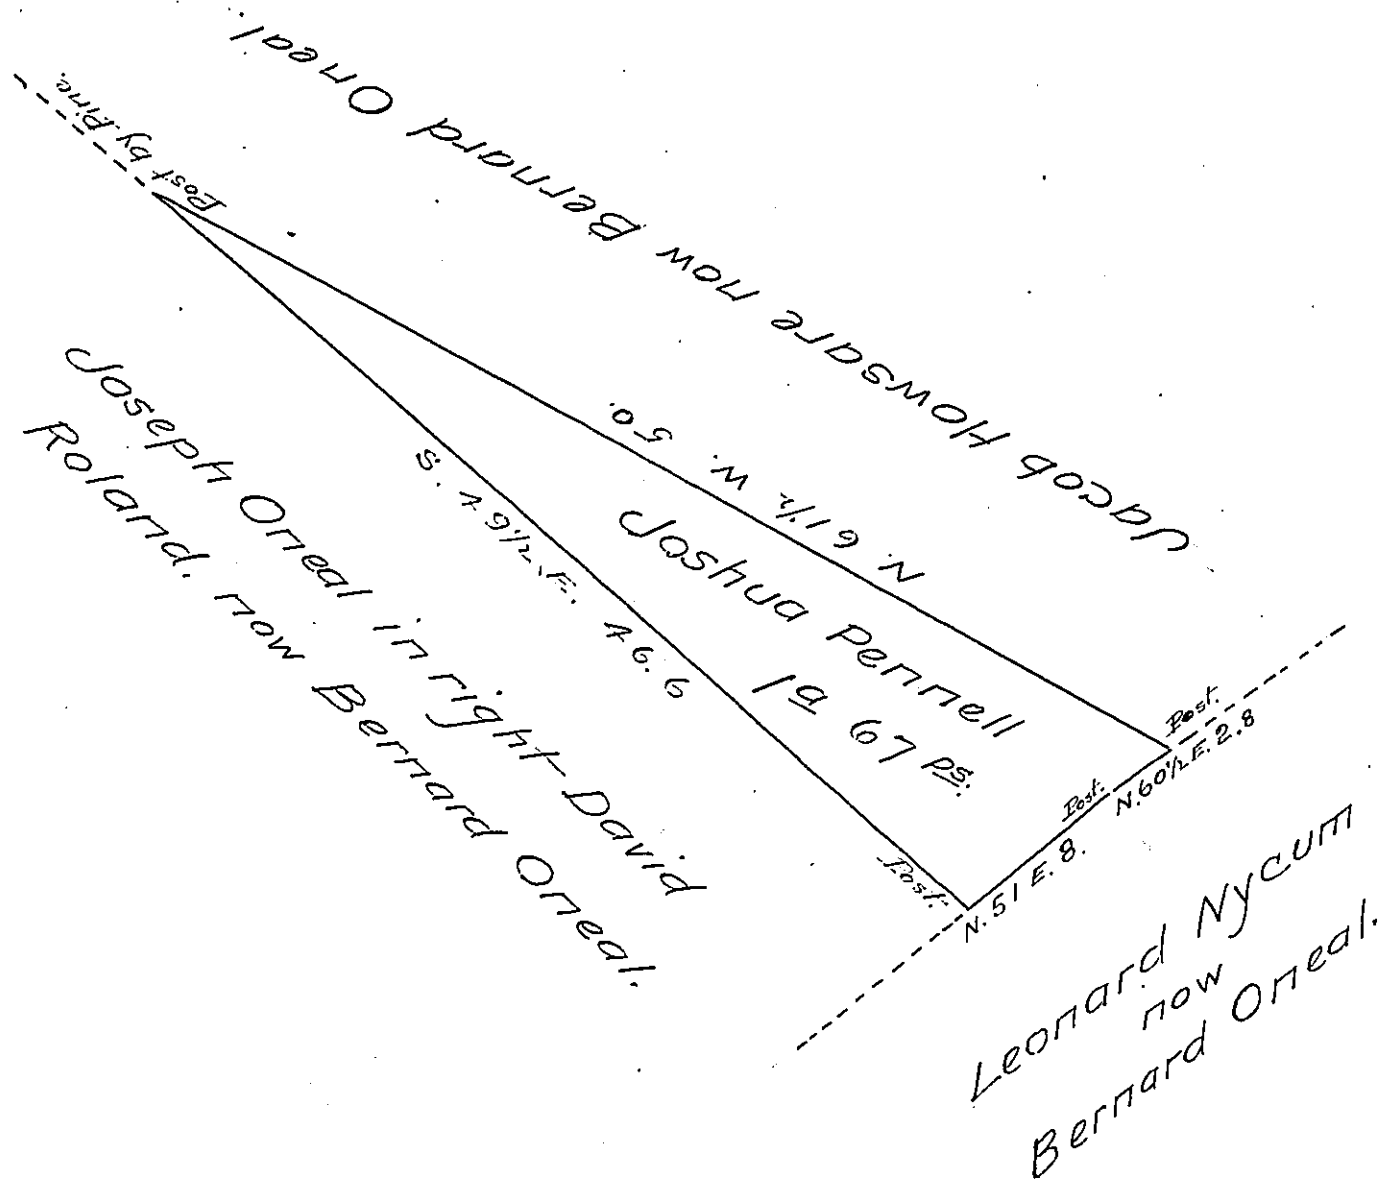 Jacob Howsare now Bernard Oneal
Post by Pine.
N. 61½ W. 50.
S. 49½ E. 46.6
Joshua Pennell
1a 67 ps.
Joseph Oneal in right David
Roland. now Bernard Oneal.
Post.
N. 60½ E. 2.8
Post.
N. 51 E. 8.
Post.
Leonard Nycum
now
Bernard Oneal.